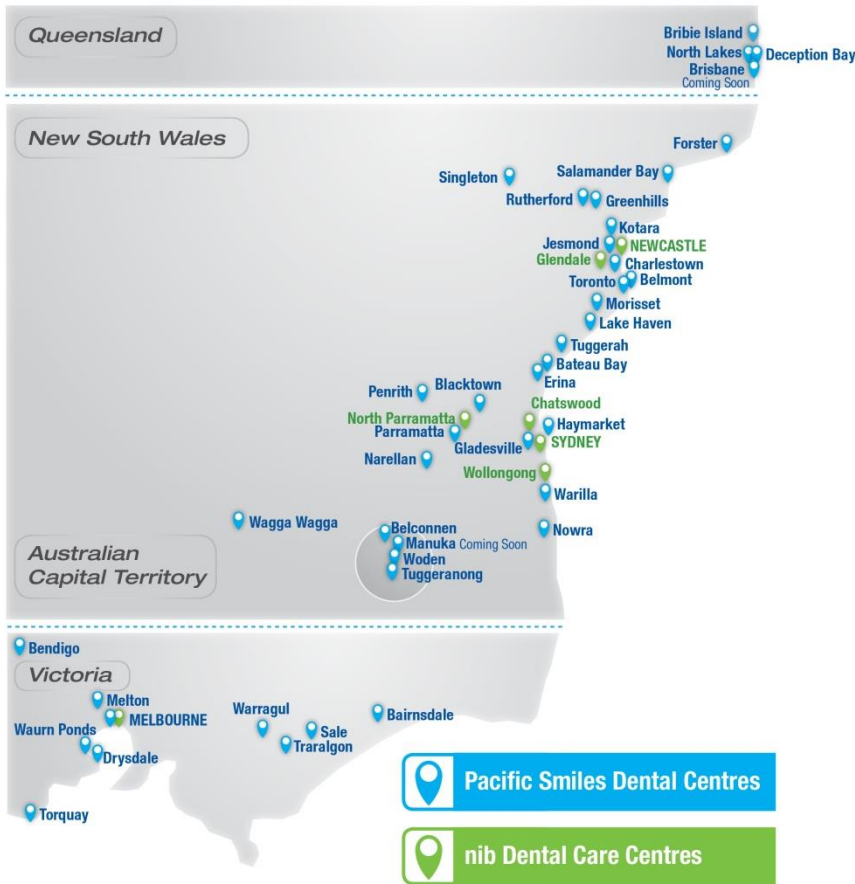 Queensland
Bribie Island
North Lakes
Deception Bay
Brisbane
Coming Soon
New South Wales
Forster
Singleton
Salamander Bay
Rutherford
Greenhills
Kotara
Jesmond
NEWCASTLE
Glendale
Charlestown
Toronto
Belmont
Morisset
Lake Haven
Tuggerah
Bateau Bay
Erina
Penrith
Blacktown
Chatswood
North Parramatta
Haymarket
Parramatta
Gladesville
SYDNEY
Narellan
Wollongong
Warilla
Wagga Wagga
Belconnen
Nowra
Manuka Coming Soon
Woden
Tuggeranong
Australian
Capital Territory
Bendigo
Victoria
Melton
MELBOURNE
Waurn Ponds
Drysdale
Torquay
Warragul
Sale
Traralgon
Bairnsdale
Pacific Smiles Dental Centres
nib Dental Care Centres